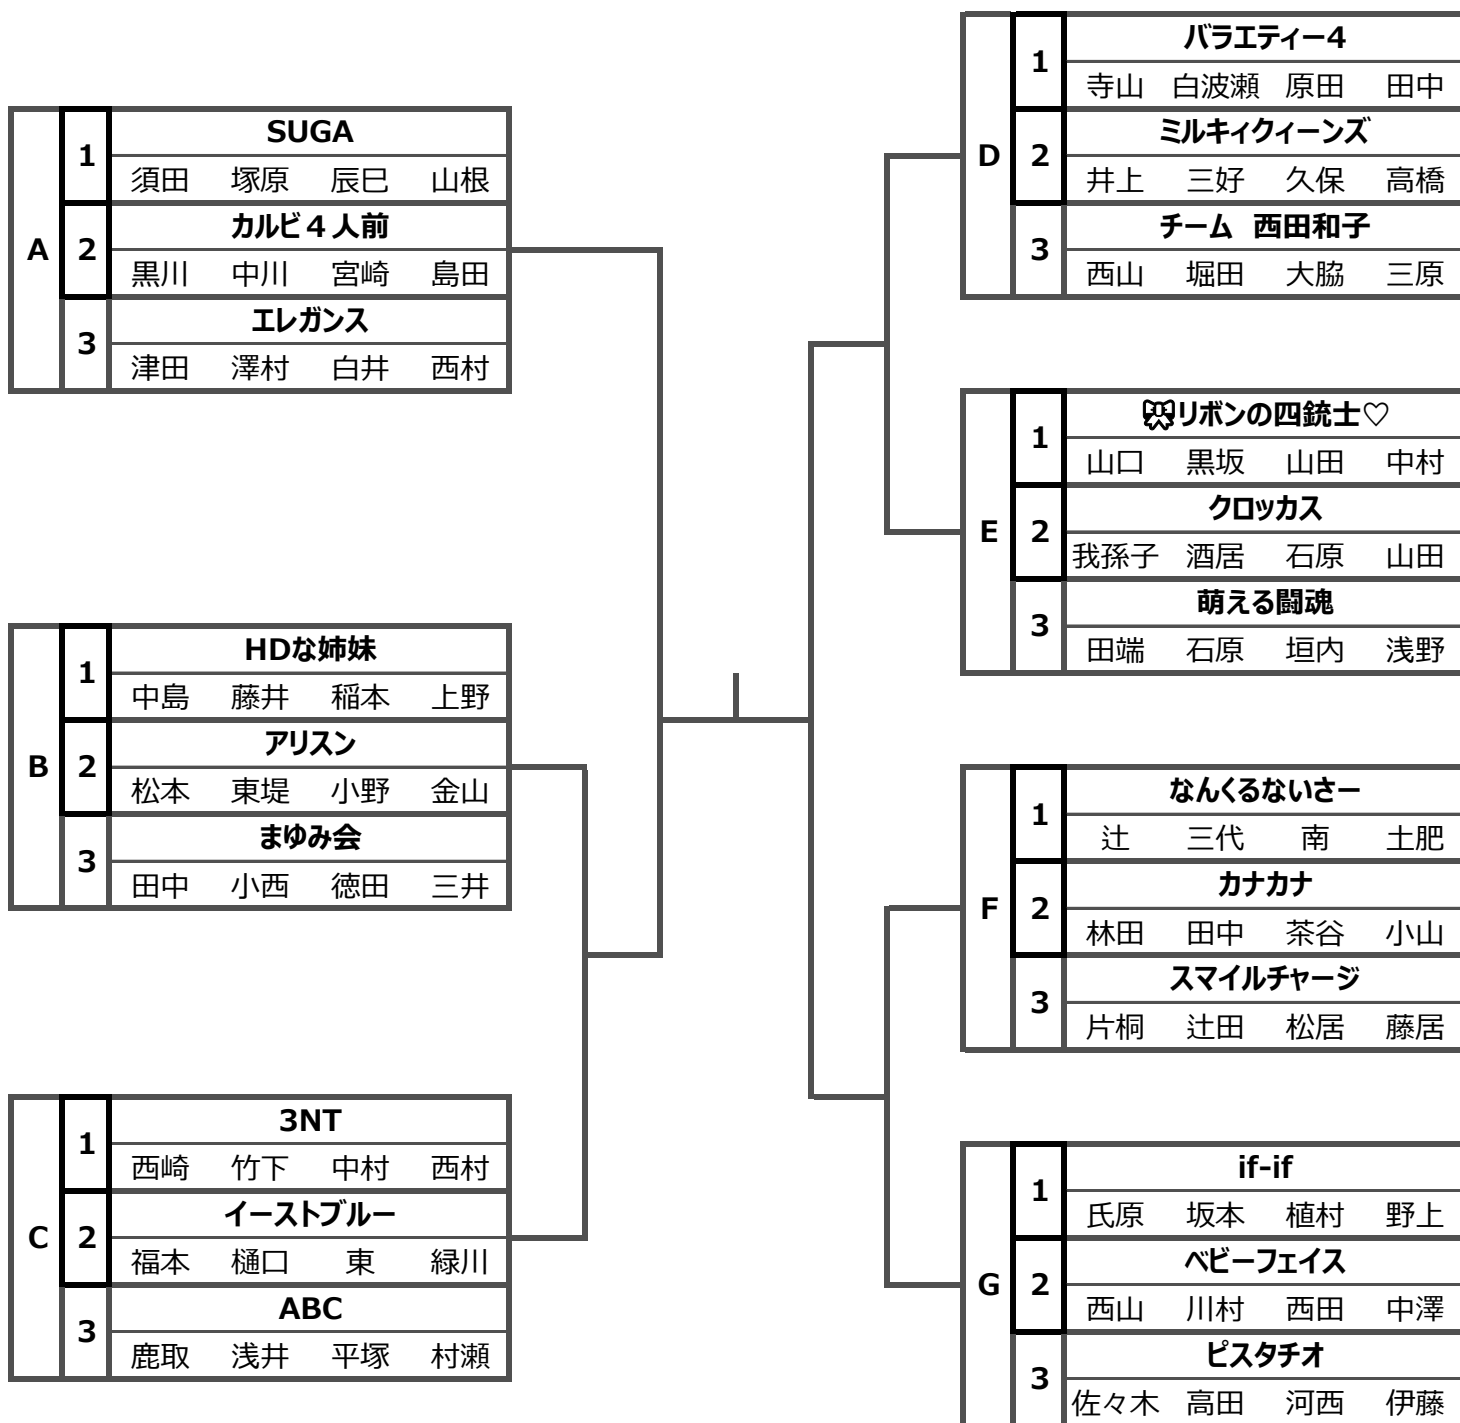 A
1
SUGA
須田 塚原 辰巳 山根
2
カルビ４人前
黒川 中川 宮崎 島田
3
エレガンス
津田 澤村 白井 西村
B
1
HDな姉妹
中島 藤井 稲本 上野
2
アリスン
松本 東堤 小野 金山
3
まゆみ会
田中 小西 徳田 三井
C
1
3NT
西崎 竹下 中村 西村
2
イーストブルー
福本 樋口 東 緑川
3
ABC
鹿取 浅井 平塚 村瀬
D
1
バラエティー4
寺山 白波瀬 原田 田中
2
ミルキィクィーンズ
井上 三好 久保 高橋
3
チーム　西田和子
西山 堀田 大脇 三原
E
1
🎀リボンの四銃士♡
山口 黒坂 山田 中村
2
クロッカス
我孫子 酒居 石原 山田
3
萌える闘魂
田端 石原 垣内 浅野
F
1
なんくるないさー
辻 三代 南 土肥
2
カナカナ
林田 田中 茶谷 小山
3
スマイルチャージ
片桐 辻田 松居 藤居
G
1
if-if
氏原 坂本 植村 野上
2
ベビーフェイス
西山 川村 西田 中澤
3
ピスタチオ
佐々木 高田 河西 伊藤